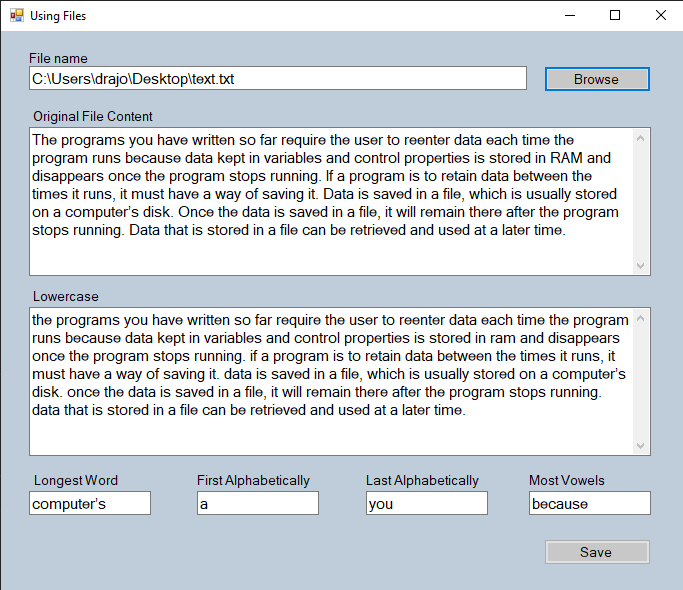 Using Files
File name
C:\Users\drajo\Desktop\text.txt
Browse
Original File Content
The programs you have written so far require the user to reenter data each time the
program runs because data kept in variables and control properties is stored in RAM and
disappears once the program stops running. If a program is to retain data between the
times it runs, it must have a way of saving it. Data is saved in a file, which is usually stored
on a computer’s disk. Once the data is saved in a file, it will remain there after the program
stops running. Data that is stored in a file can be retrieved and used at a later time.
Lowercase
the programs you have written so far require the user to reenter data each time the program
runs because data kept in variables and control properties is stored in ram and disappears
once the program stops running. if a program is to retain data between the times it runs, it
must have a way of saving it. data is saved in a file, which is usually stored on a computer’s
disk. once the data is saved in a file, it will remain there after the program stops running.
data that is stored in a file can be retrieved and used at a later time.
Longest Word First Alphabetically Last Alphabetically Most Vowels
computer’s a you because
Save